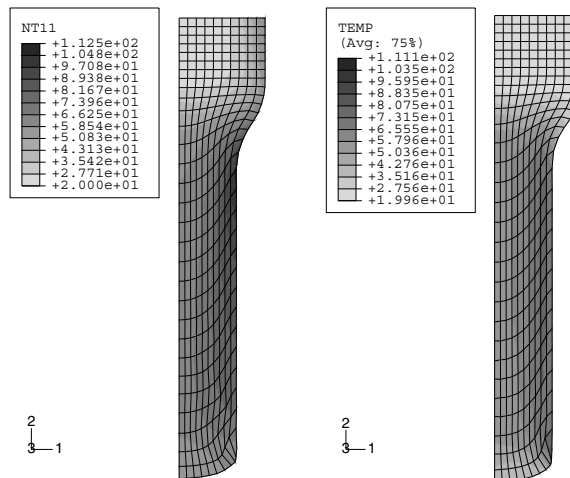 NT11
+1.125e+02
+1.048e+02
+9.708e+01
+8.938e+01
+8.167e+01
+7.396e+01
+6.625e+01
+5.854e+01
+5.083e+01
+4.313e+01
+3.542e+01
+2.771e+01
+2.000e+01
2
3
1
TEMP
(Avg: 75%)
+1.111e+02
+1.035e+02
+9.595e+01
+8.835e+01
+8.075e+01
+7.315e+01
+6.555e+01
+5.796e+01
+5.036e+01
+4.276e+01
+3.516e+01
+2.756e+01
+1.996e+01
2
3
1